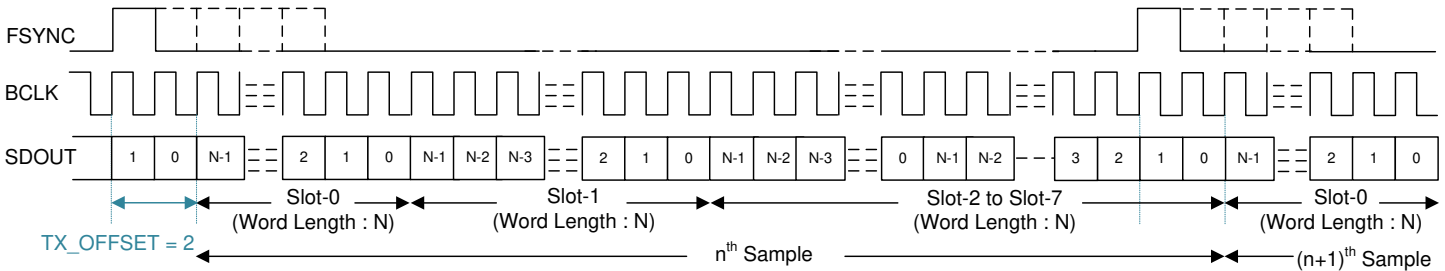 FSYNC
BCLK
SDOUT
1 0 N-1 2 1 0 N-1 N-2 N-3 2 1 0 N-1 N-2 N-3 0 N-1 N-2 3 2 1 0 N-1 2 1 0
Slot-0 Slot-1 Slot-2 to Slot-7 Slot-0
(Word Length : N) (Word Length : N) (Word Length : N) (Word Length : N)
TX_OFFSET = 2
nth Sample (n+1)th Sample